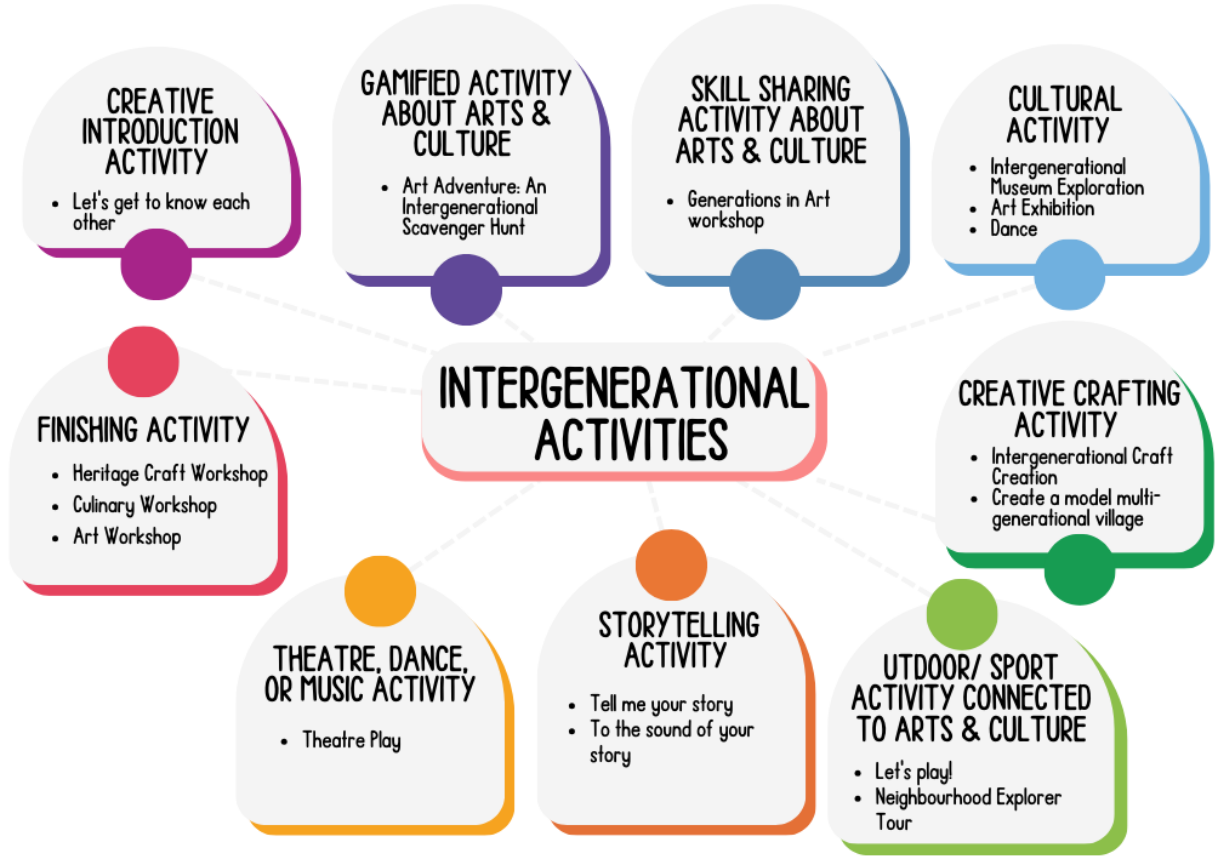 CREATIVE
INTRODUCTION
ACTIVITY
• Let's get to know each
other
GAMIFIED ACTIVITY
ABOUT ARTS &
CULTURE
• Art Adventure: An
Intergenerational
Scavenger Hunt
SKILL SHARING
ACTIVITY ABOUT
ARTS & CULTURE
• Generations in Art
workshop
CULTURAL
ACTIVITY
• Intergenerational
Museum Exploration
• Art Exhibition
• Dance
INTERGENERATIONAL
ACTIVITIES
FINISHING ACTIVITY
• Heritage Craft Workshop
• Culinary Workshop
• Art Workshop
CREATIVE CRAFTING
ACTIVITY
• Intergenerational Craft
Creation
• Create a model multi-
generational village
THEATRE, DANCE,
OR MUSIC ACTIVITY
• Theatre Play
STORYTELLING
ACTIVITY
• Tell me your story
• To the sound of your
story
UTDOOR/ SPORT
ACTIVITY CONNECTED
TO ARTS & CULTURE
• Let's play!
• Neighbourhood Explorer
Tour